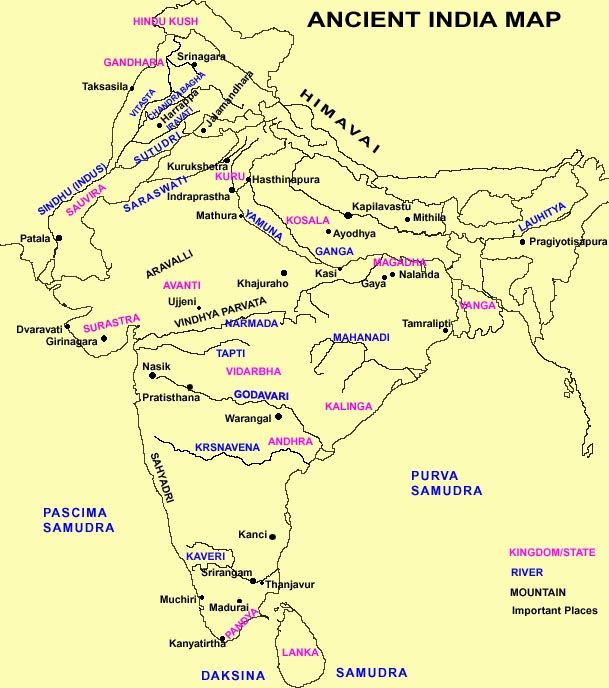 ANCIENT INDIA MAP
HINDU KUSH
GANDHARA
Srinagara
Taksasila
VITASTA
CHANDRABAGHA
Harrappa
IRAVATI
Jalamandhara
HIMAVAI
SUTUDRI
Kurukshetra
KURU
Hasthinapura
SINDHU (INDUS)
SAUVIRA
SARASWATI
Indraprastha
Mathura
YAMUNA
KOSALA
Kapilavastu
Mithila
LAUHITYA
Patala
Ayodhya
Pragiyotisapura
GANGA
ARAVALLI
MAGADHA
Kasi
Nalanda
Gaya
AVANTI
Khajuraho
Ujjeni
VINDHYA PARVATA
VANGA
Dvaravati
SURASTRA
Girinagara
NARMADA
Tamralipti
MAHANADI
TAPTI
Nasik
VIDARBHA
Pratisthana
GODAVARI
KALINGA
Warangal
ANDHRA
KRSNAVENA
SAHYADRI
PURVA
SAMUDRA
PASCIMA
SAMUDRA
Kanci
KAVERI
KINGDOM/STATE
RIVER
MOUNTAIN
Important Places
Srirangam
Thanjavur
Muchiri
Madurai
PANDYA
Kanyatirtha
LANKA
DAKSINA
SAMUDRA